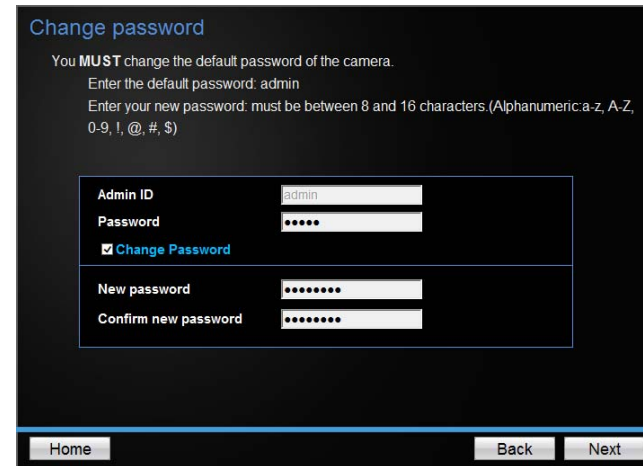 Change password
You MUST change the default password of the camera.
Enter the default password: admin
Enter your new password: must be between 8 and 16 characters.(Alphanumeric:a-z, A-Z,
0-9, !, @, #, $)
Admin ID admin
Password •••••
Change Password
New password ••••••••
Confirm new password ••••••••
Home Back Next